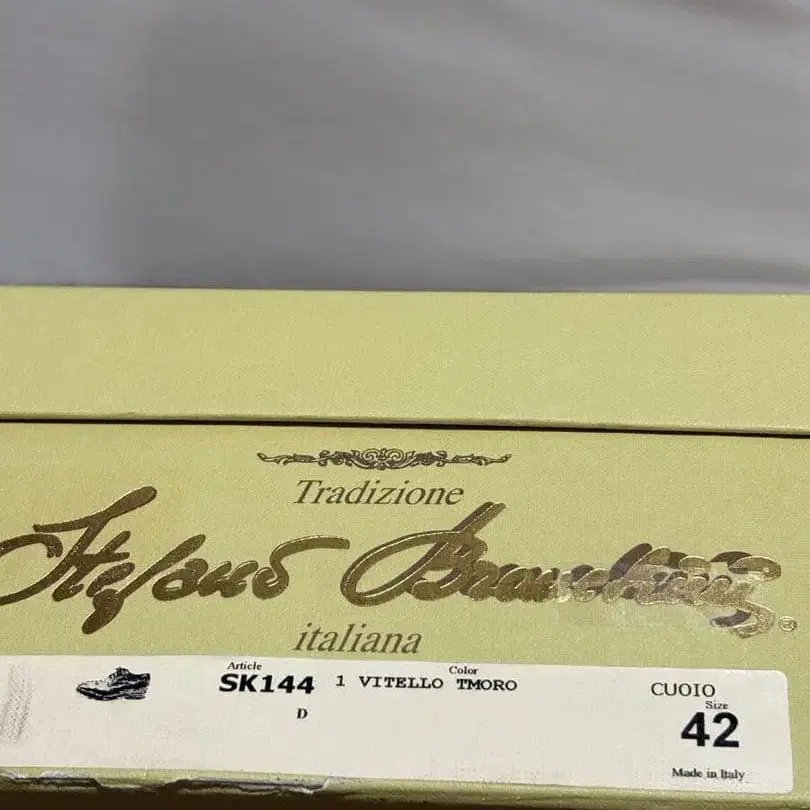 Tradizione
Stefano Branchini ®
italiana
Article Color
SK144 1 VITELLO TMORO CUOIO
D
Size
42
Made in Italy